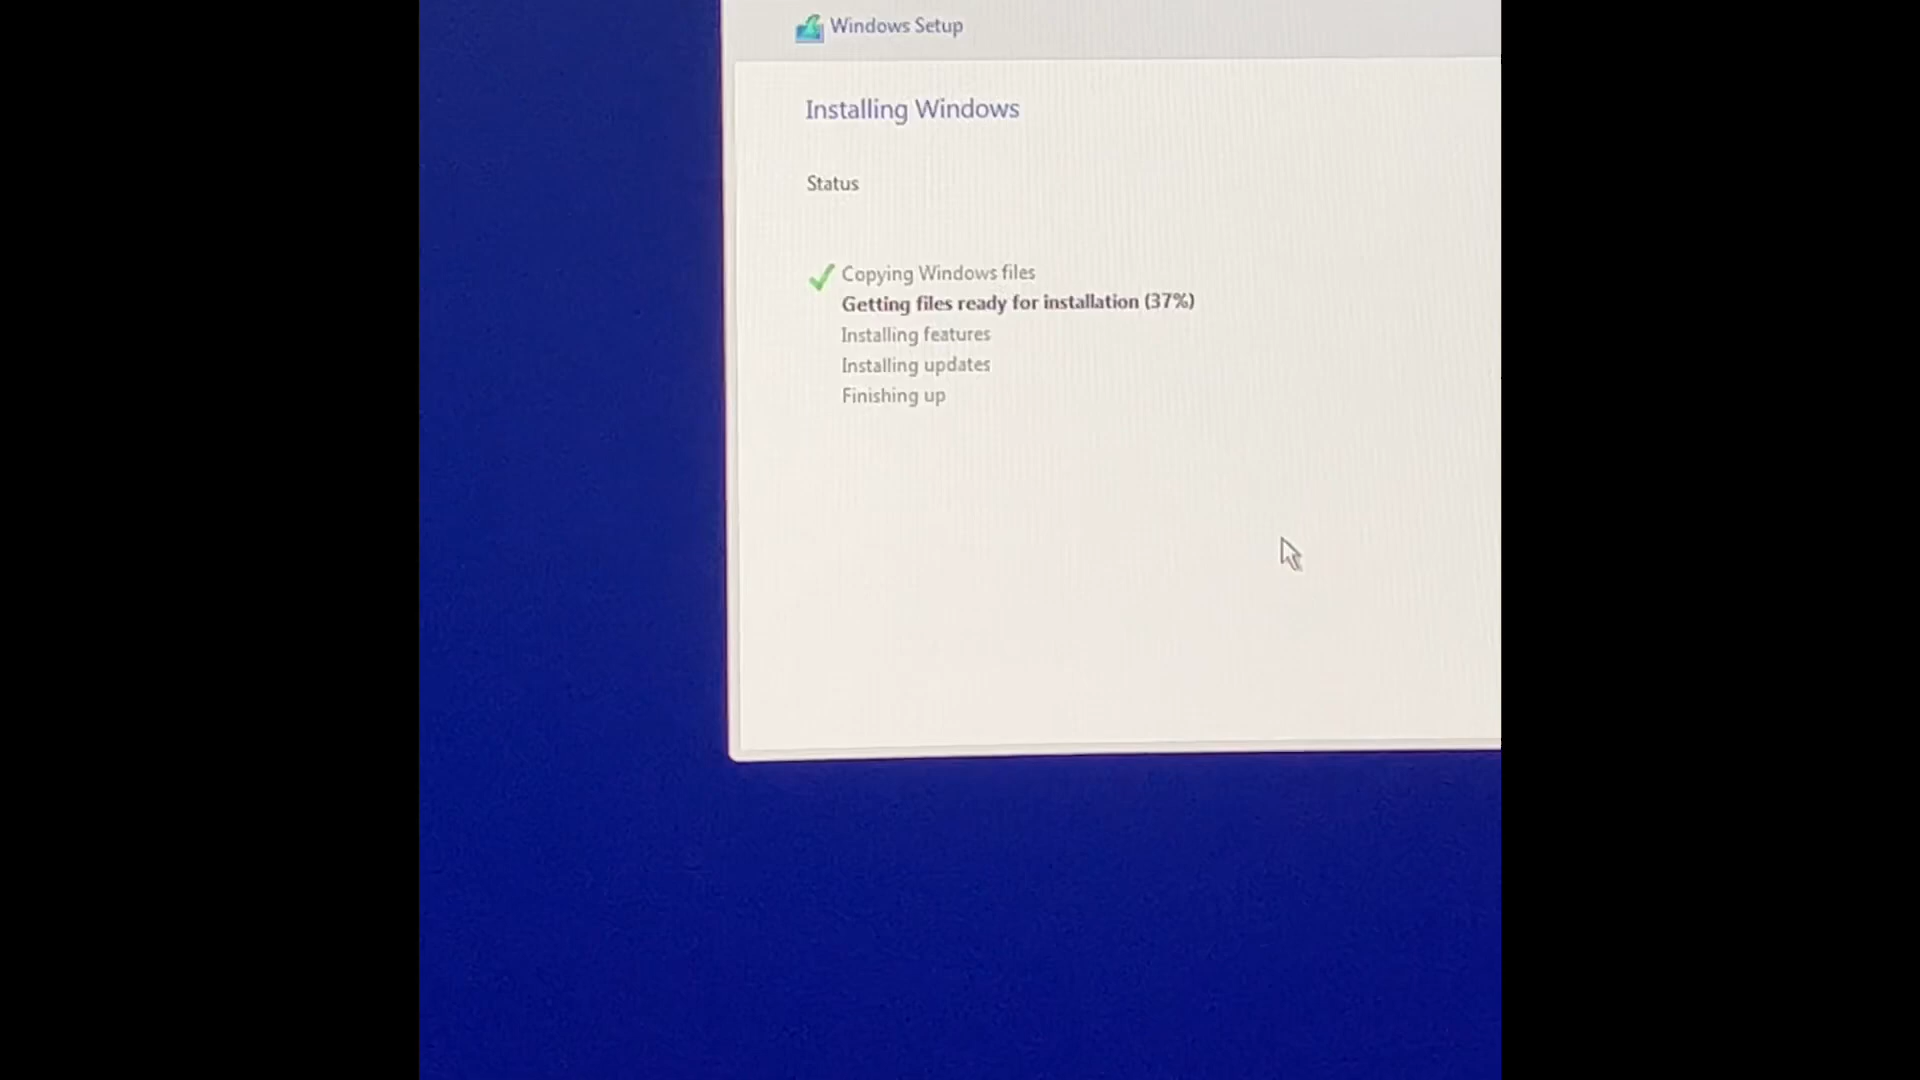 Windows Setup
Installing Windows
Status
Copying Windows files
Getting files ready for installation (37%)
Installing features
Installing updates
Finishing up